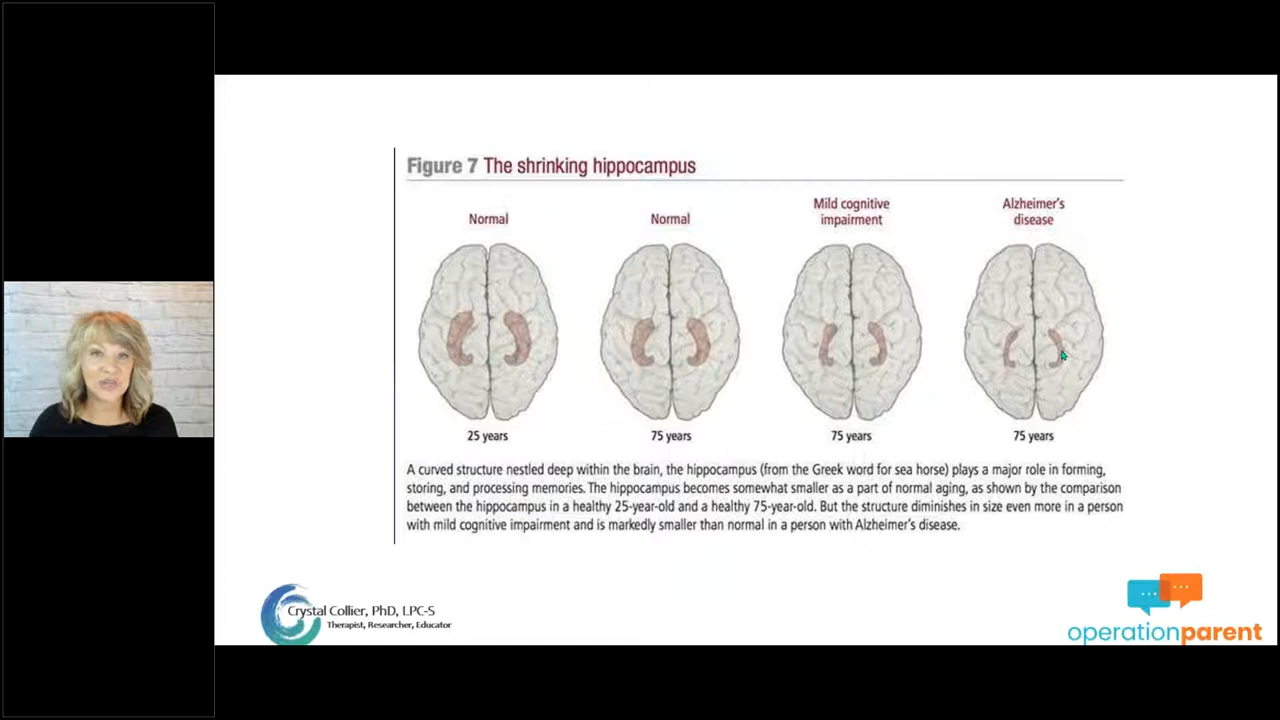 Figure 7 The shrinking hippocampus
Normal
Normal
Mild cognitive
impairment
Alzheimer's
disease
25 years
75 years
75 years
75 years
A curved structure nestled deep within the brain, the hippocampus (from the Greek word for sea horse) plays a major role in forming,
storing, and processing memories. The hippocampus becomes somewhat smaller as a part of normal aging, as shown by the comparison
between the hippocampus in a healthy 25-year-old and a healthy 75-year-old. But the structure diminishes in size even more in a person
with mild cognitive impairment and is markedly smaller than normal in a person with Alzheimer's disease.
Crystal Collier, PhD, LPC-S
Therapist, Researcher, Educator
operationparent